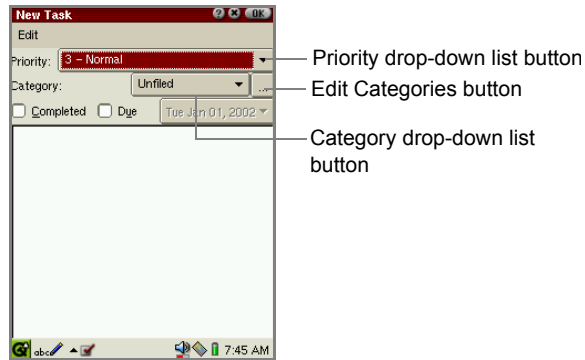 New Task ? OK
Edit
Priority: 3 - Normal
Category: Unfiled ...
Completed Due Tue Jan 01, 2002
abc 7:45 AM
Priority drop-down list button
Edit Categories button
Category drop-down list
button